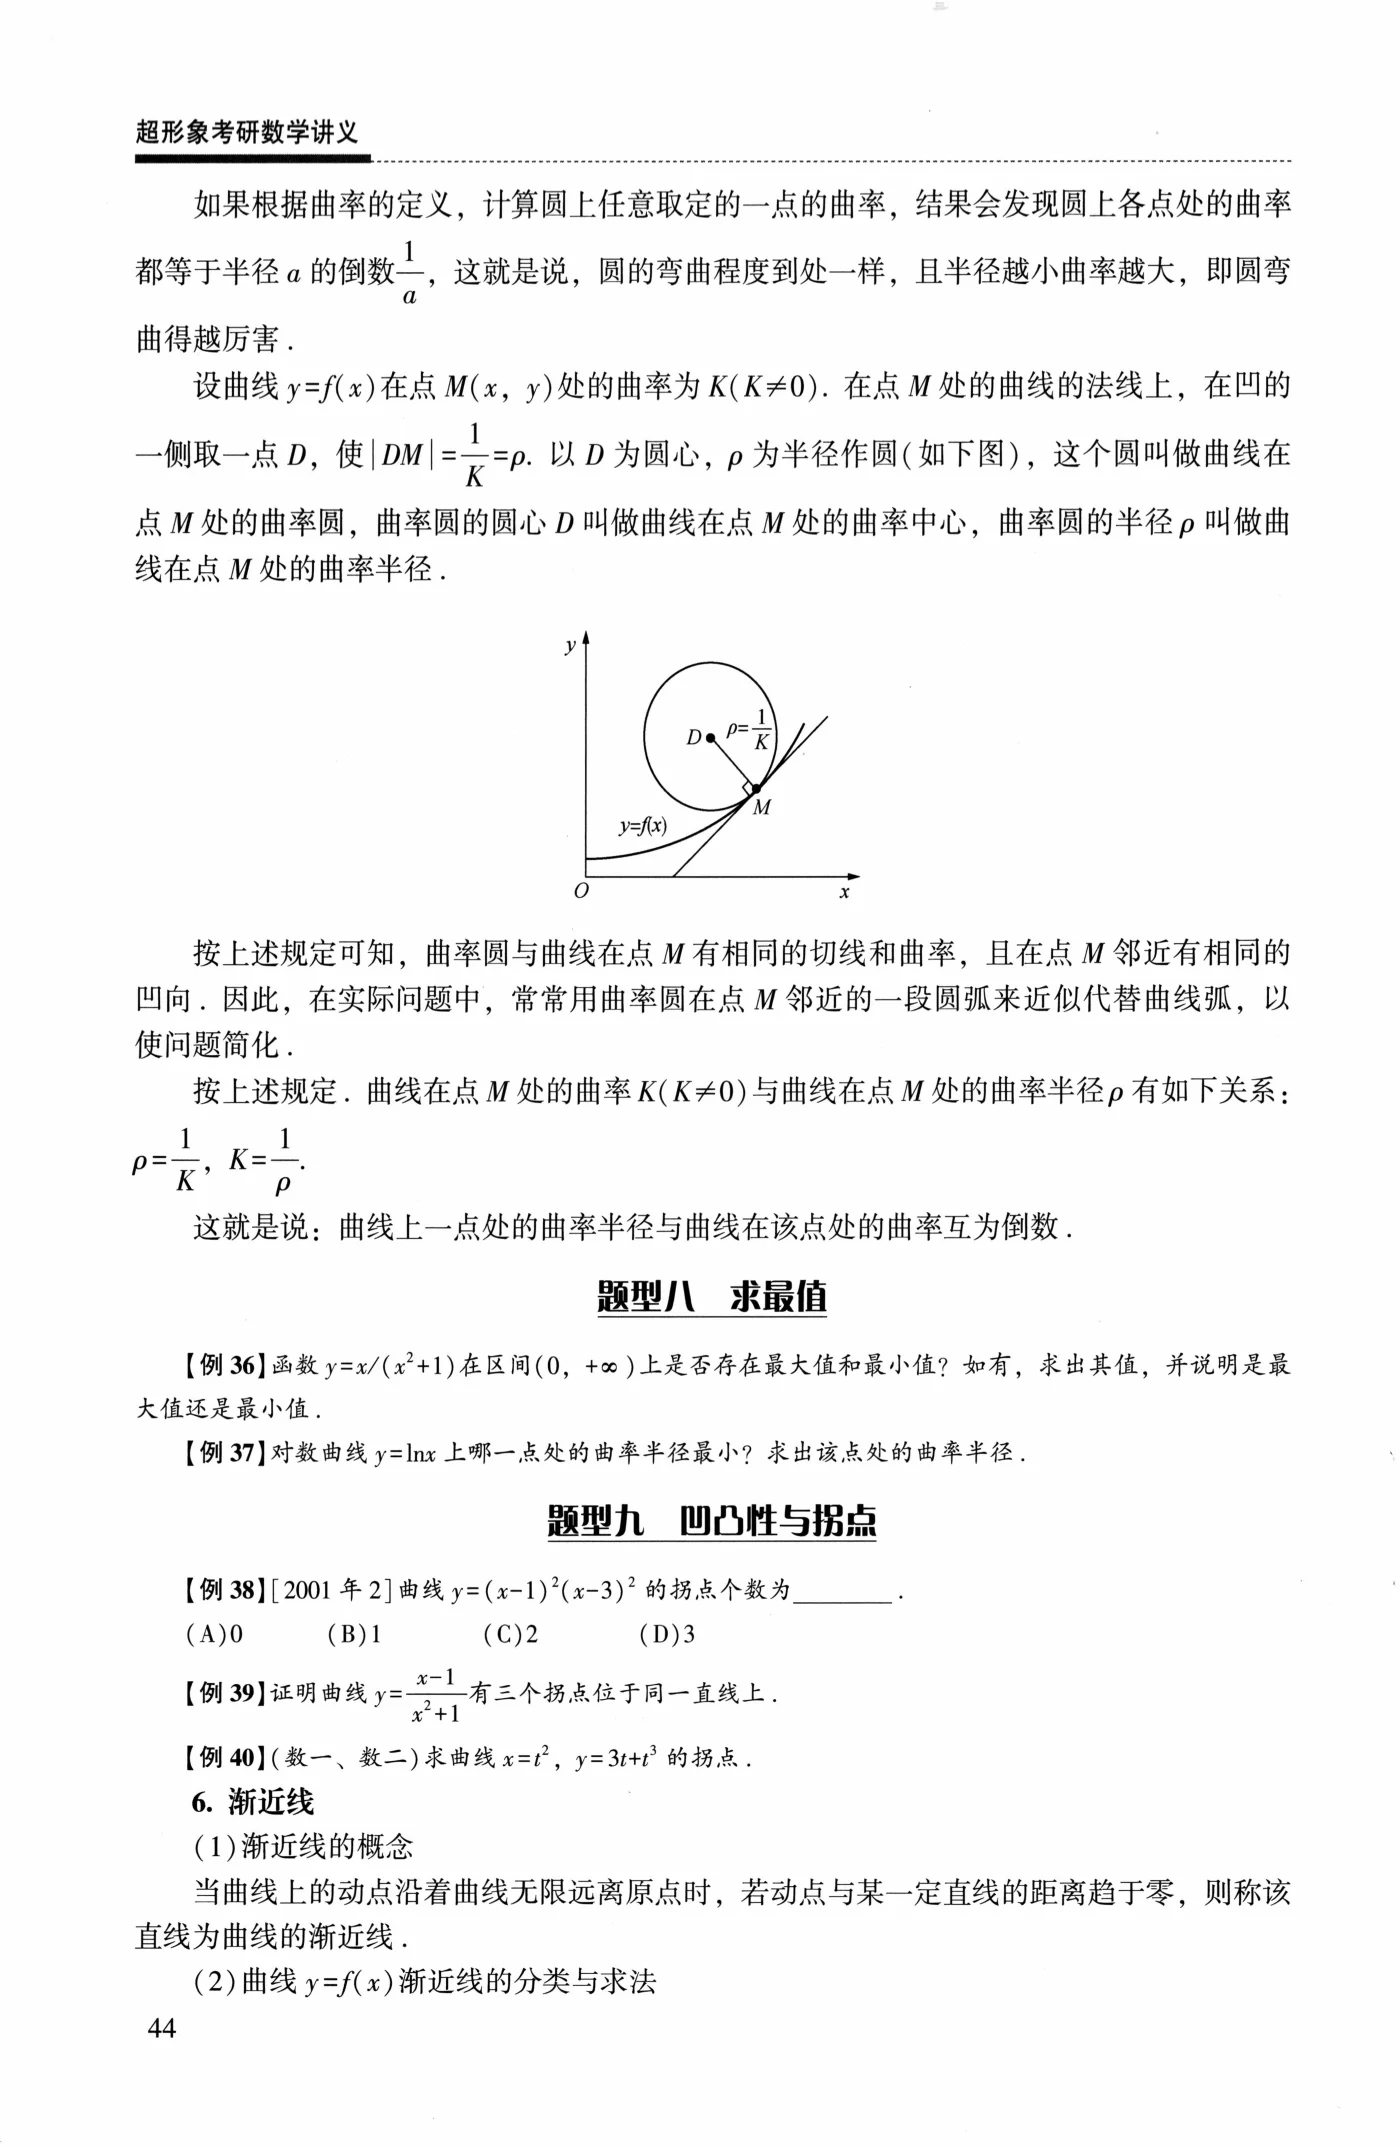 超形象考研数学讲义
如果根据曲率的定义，计算圆上任意取定的一点的曲率，结果会发现圆上各点处的曲率
都等于半径 a 的倒数1/a，这就是说，圆的弯曲程度到处一样，且半径越小曲率越大，即圆弯
曲得越厉害.
设曲线 y=f(x)在点 M(x, y)处的曲率为 K(K≠0). 在点 M 处的曲线的法线上，在凹的
一侧取一点 D，使|DM|=1/K=ρ. 以 D 为圆心，ρ 为半径作圆(如下图)，这个圆叫做曲线在
点 M 处的曲率圆，曲率圆的圆心 D 叫做曲线在点 M 处的曲率中心，曲率圆的半径 ρ 叫做曲
线在点 M 处的曲率半径.
y
D
ρ=1/K
M
y=f(x)
O
x
按上述规定可知，曲率圆与曲线在点 M 有相同的切线和曲率，且在点 M 邻近有相同的
凹向. 因此，在实际问题中，常常用曲率圆在点 M 邻近的一段圆弧来近似代替曲线弧，以
使问题简化.
按上述规定. 曲线在点 M 处的曲率 K(K≠0)与曲线在点 M 处的曲率半径 ρ 有如下关系：
ρ=1/K, K=1/ρ.
这就是说：曲线上一点处的曲率半径与曲线在该点处的曲率互为倒数.
题型八 求最值
【例 36】函数 y=x/(x²+1)在区间(0, +∞)上是否存在最大值和最小值？如有，求出其值，并说明是最
大值还是最小值.
【例 37】对数曲线 y=lnx 上哪一点处的曲率半径最小？求出该点处的曲率半径.
题型九 凹凸性与拐点
【例 38】[2001 年 2]曲线 y=(x-1)²(x-3)² 的拐点个数为________.
(A)0 (B)1 (C)2 (D)3
【例 39】证明曲线 y=(x-1)/(x²+1)有三个拐点位于同一直线上.
【例 40】(数一、数二)求曲线 x=t², y=3t+t³ 的拐点.
6. 渐近线
(1)渐近线的概念
当曲线上的动点沿着曲线无限远离原点时，若动点与某一定直线的距离趋于零，则称该
直线为曲线的渐近线.
(2)曲线 y=f(x)渐近线的分类与求法
44